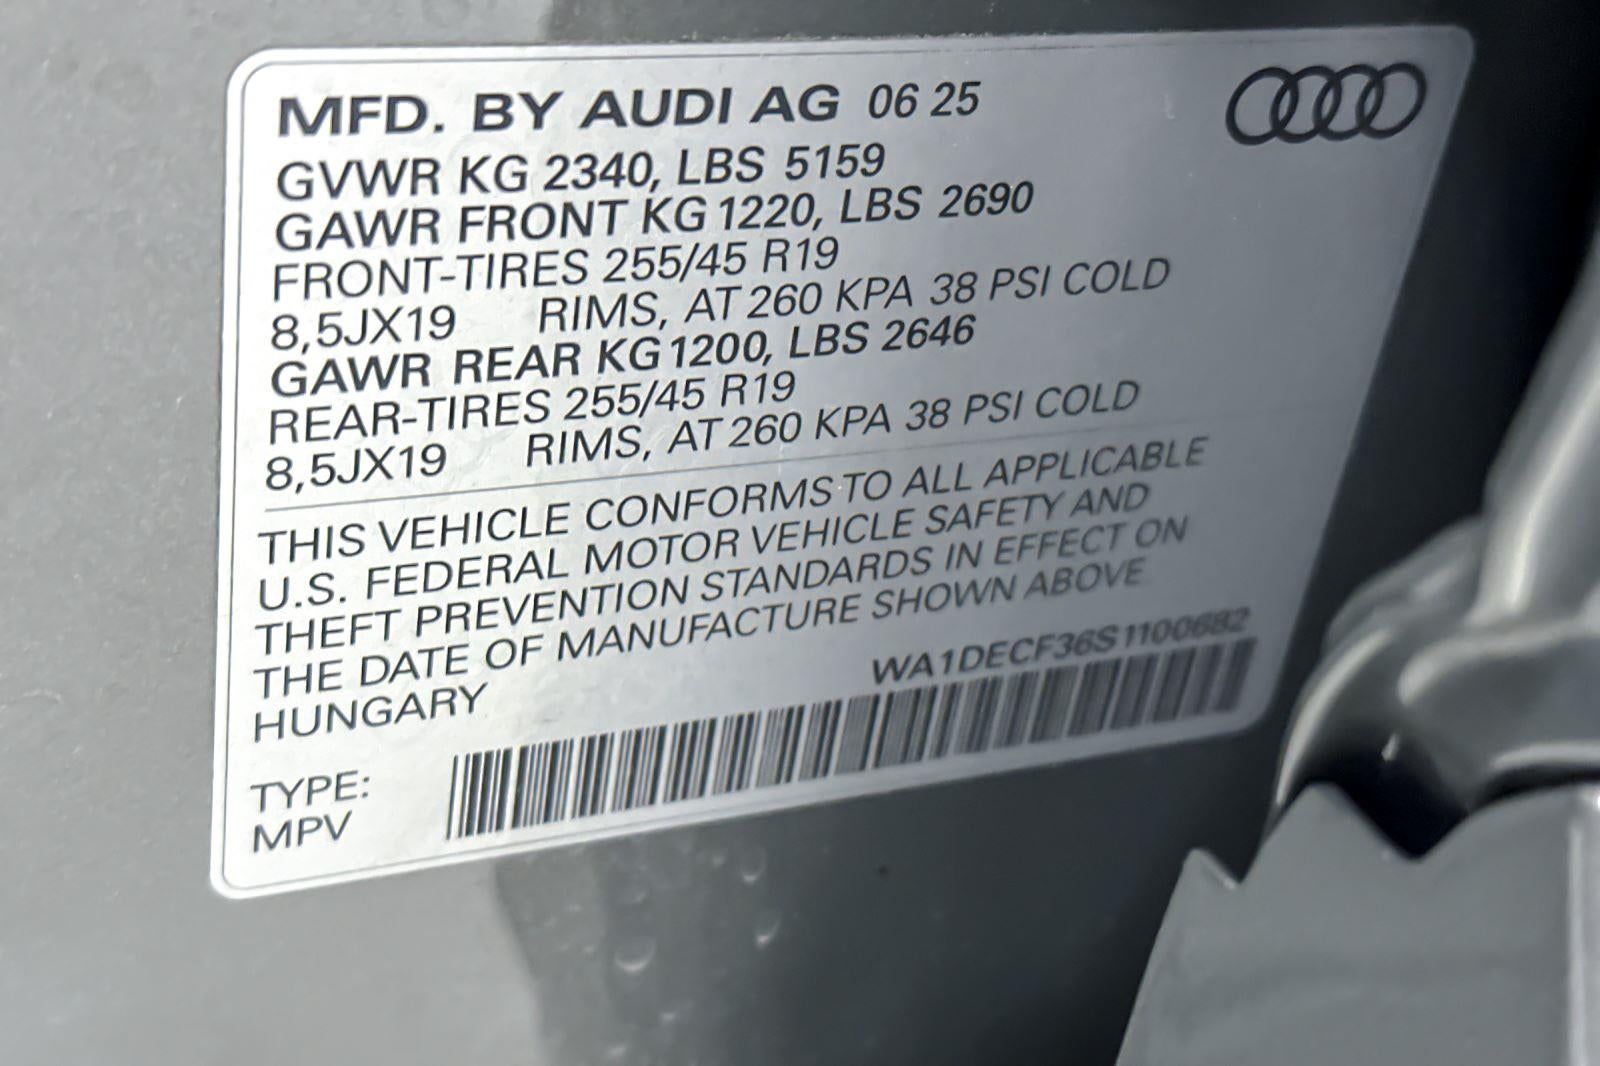 MFD. BY AUDI AG 06 25
GVWR KG 2340, LBS 5159
GAWR FRONT KG 1220, LBS 2690
FRONT-TIRES 255/45 R19
8,5JX19 RIMS, AT 260 KPA 38 PSI COLD
GAWR REAR KG 1200, LBS 2646
REAR-TIRES 255/45 R19
8,5JX19 RIMS, AT 260 KPA 38 PSI COLD
THIS VEHICLE CONFORMS TO ALL APPLICABLE
U.S. FEDERAL MOTOR VEHICLE SAFETY AND
THEFT PREVENTION STANDARDS IN EFFECT ON
THE DATE OF MANUFACTURE SHOWN ABOVE
HUNGARY
WA1DECF36S1100682
TYPE:
MPV